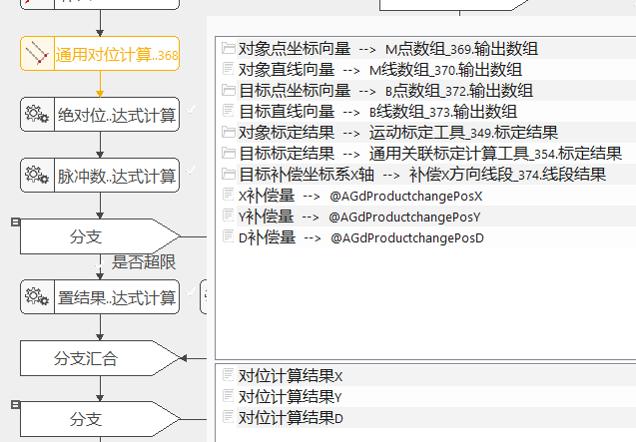 通用对位计算..368
绝对位..达式计算
脉冲数..达式计算
分支
是否超限
置结果..达式计算
分支汇合
分支
对象点坐标向量 --> M点数组_369.输出数组
对象直线向量 --> M线数组_370.输出数组
目标点坐标向量 --> B点数组_372.输出数组
目标直线向量 --> B线数组_373.输出数组
对象标定结果 --> 运动标定工具_349.标定结果
目标标定结果 --> 通用关联标定计算工具_354.标定结果
目标补偿坐标系X轴 --> 补偿X方向线段_374.线段结果
X补偿量 --> @AGdProductchangePosX
Y补偿量 --> @AGdProductchangePosY
D补偿量 --> @AGdProductchangePosD
对位计算结果X
对位计算结果Y
对位计算结果D